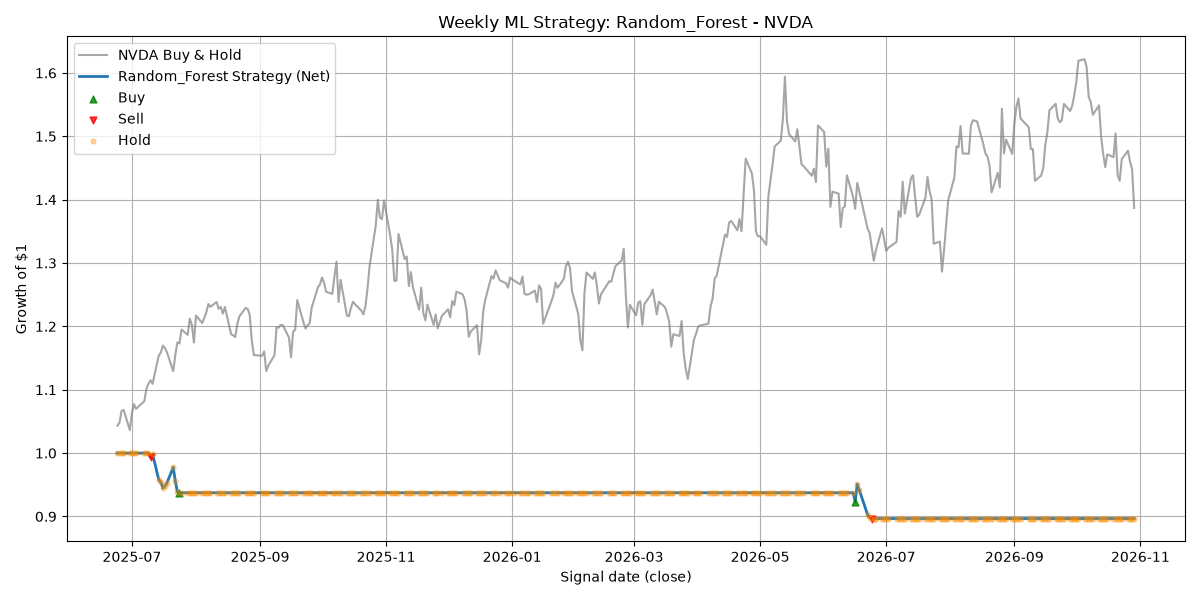 Weekly ML Strategy: Random_Forest - NVDA
NVDA Buy & Hold
Random_Forest Strategy (Net)
Buy
Sell
Hold
Growth of $1
1.6
1.5
1.4
1.3
1.2
1.1
1.0
0.9
2025-07
2025-09
2025-11
2026-01
2026-03
2026-05
2026-07
2026-09
2026-11
Signal date (close)